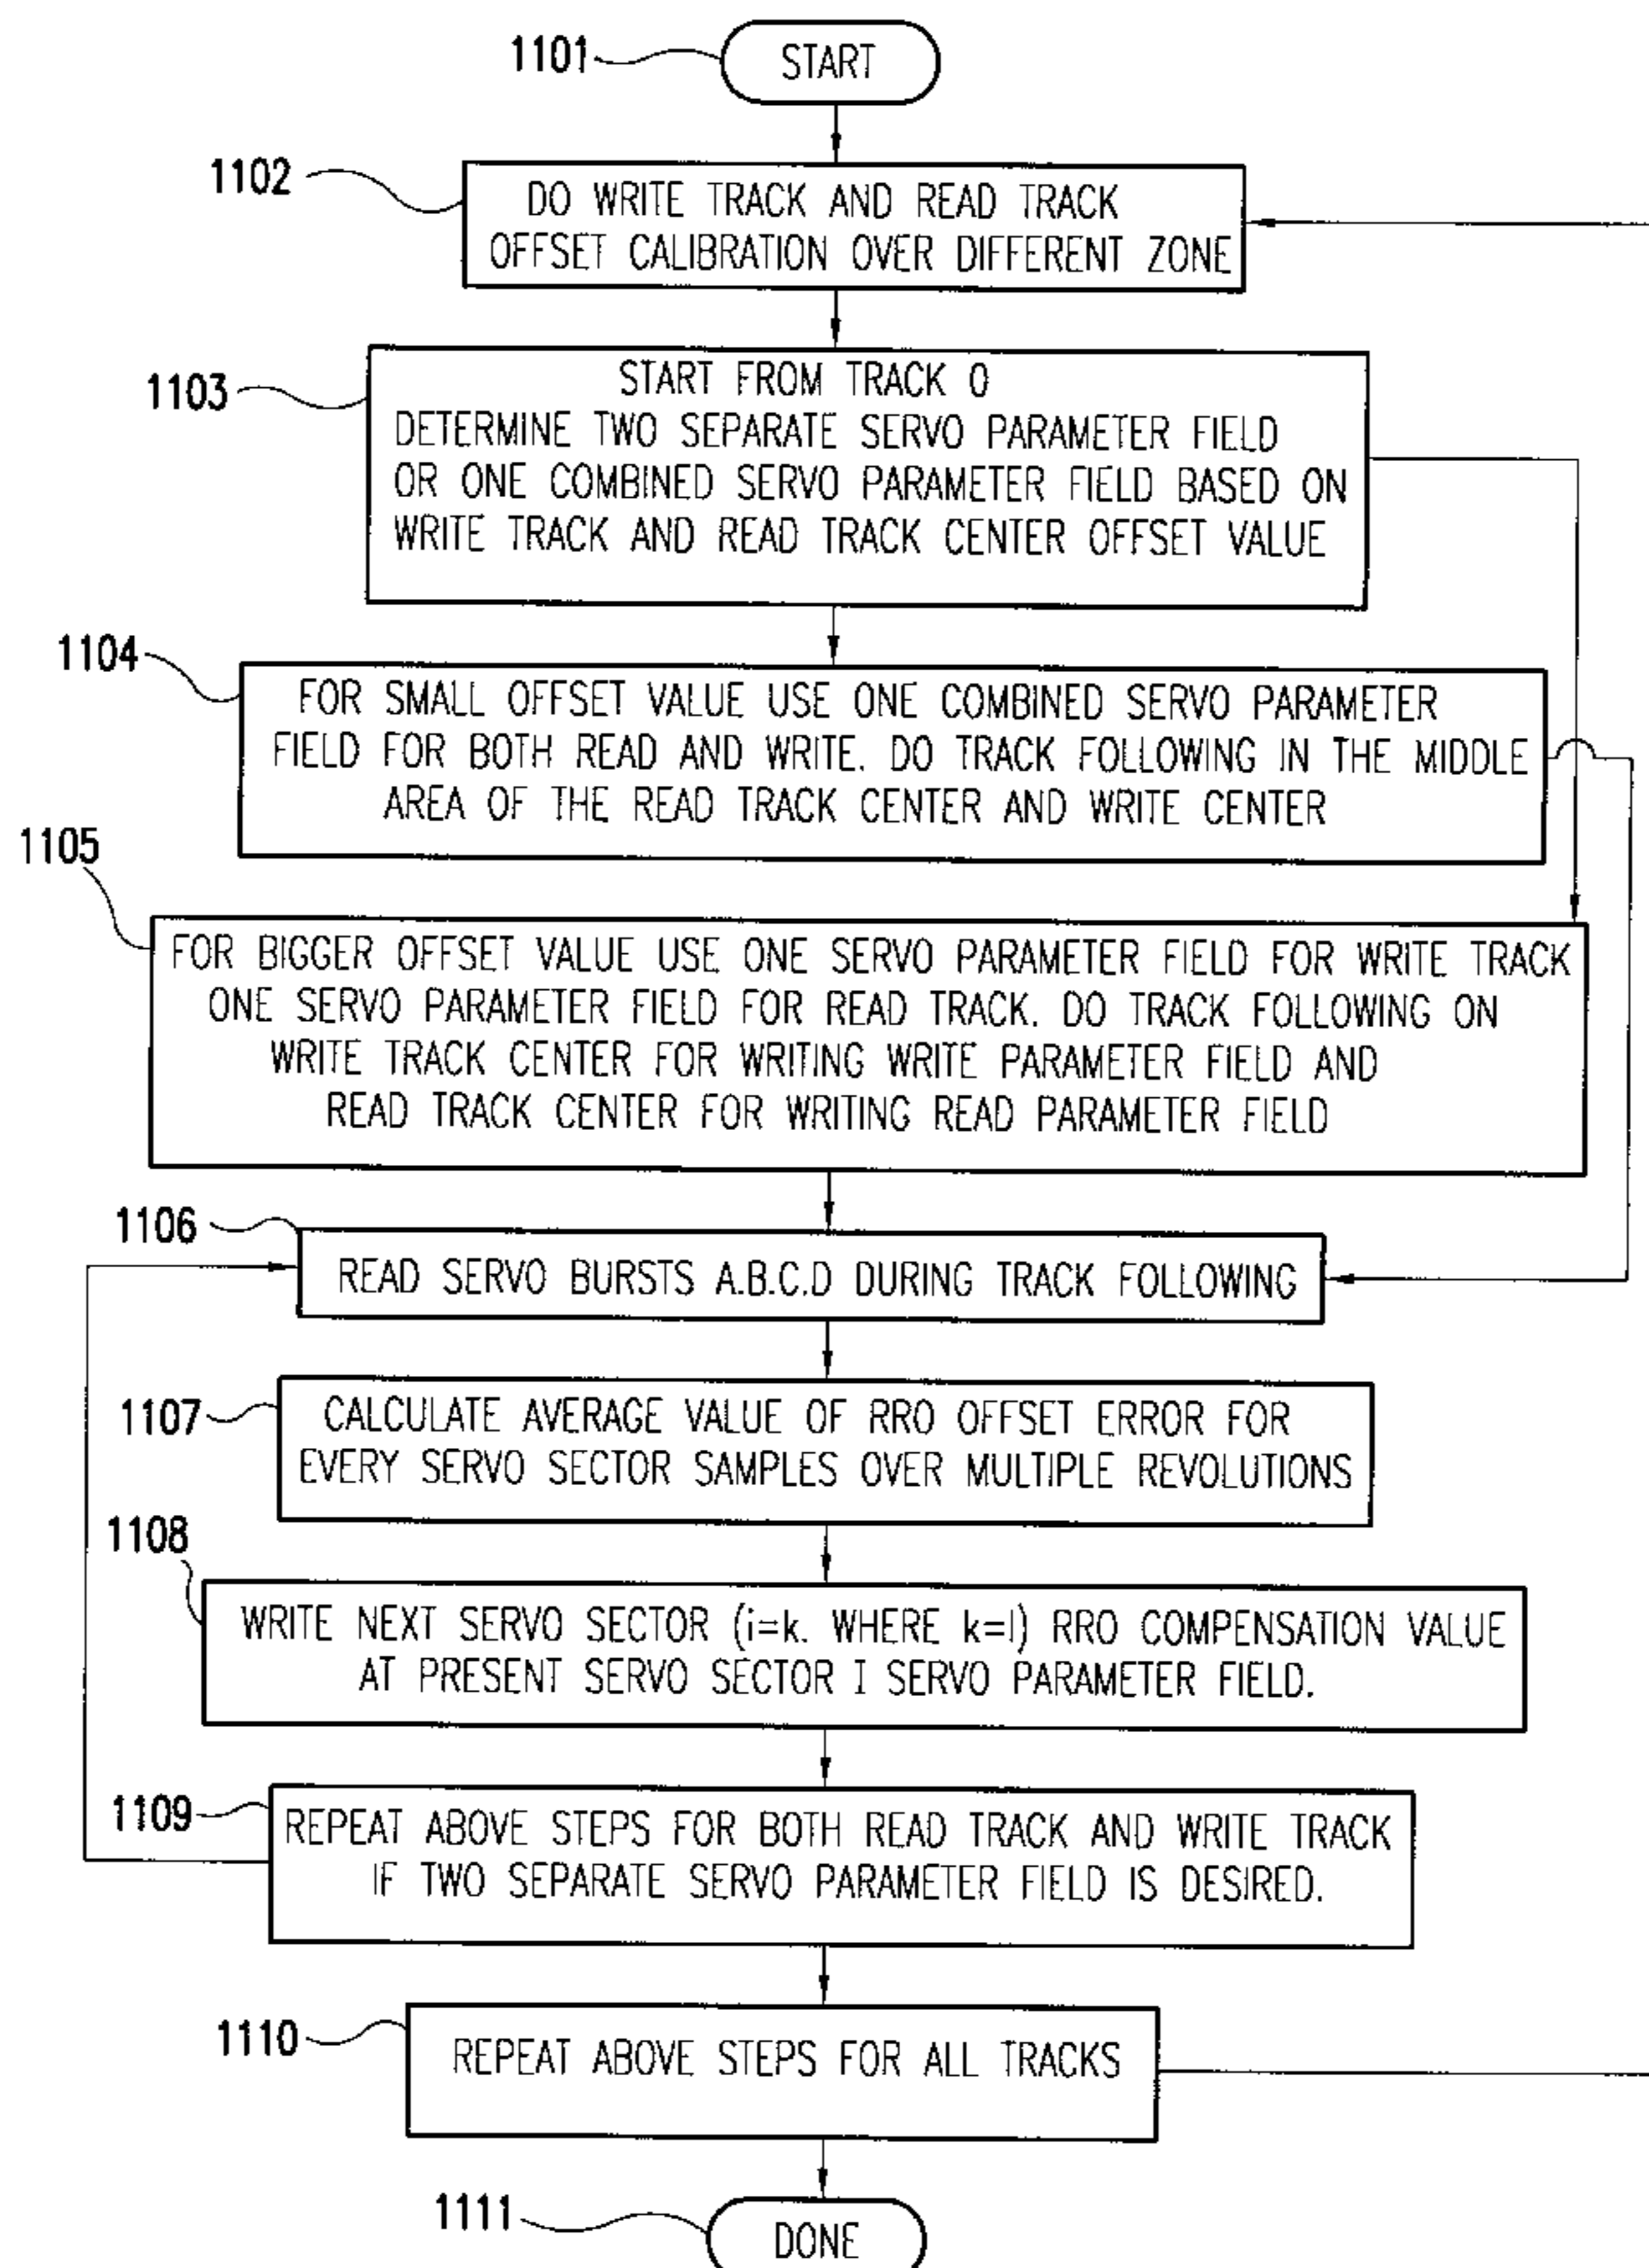 1101
START
1102
DO WRITE TRACK AND READ TRACK
OFFSET CALIBRATION OVER DIFFERENT ZONE
1103
START FROM TRACK 0
DETERMINE TWO SEPARATE SERVO PARAMETER FIELD
OR ONE COMBINED SERVO PARAMETER FIELD BASED ON
WRITE TRACK AND READ TRACK CENTER OFFSET VALUE
1104
FOR SMALL OFFSET VALUE USE ONE COMBINED SERVO PARAMETER
FIELD FOR BOTH READ AND WRITE. DO TRACK FOLLOWING IN THE MIDDLE
AREA OF THE READ TRACK CENTER AND WRITE CENTER
1105
FOR BIGGER OFFSET VALUE USE ONE SERVO PARAMETER FIELD FOR WRITE TRACK
ONE SERVO PARAMETER FIELD FOR READ TRACK. DO TRACK FOLLOWING ON
WRITE TRACK CENTER FOR WRITING WRITE PARAMETER FIELD AND
READ TRACK CENTER FOR WRITING READ PARAMETER FIELD
1106
READ SERVO BURSTS A.B.C.D DURING TRACK FOLLOWING
1107
CALCULATE AVERAGE VALUE OF RRO OFFSET ERROR FOR
EVERY SERVO SECTOR SAMPLES OVER MULTIPLE REVOLUTIONS
1108
WRITE NEXT SERVO SECTOR (i=k. WHERE k=l) RRO COMPENSATION VALUE
AT PRESENT SERVO SECTOR I SERVO PARAMETER FIELD.
1109
REPEAT ABOVE STEPS FOR BOTH READ TRACK AND WRITE TRACK
IF TWO SEPARATE SERVO PARAMETER FIELD IS DESIRED.
1110
REPEAT ABOVE STEPS FOR ALL TRACKS
1111
DONE